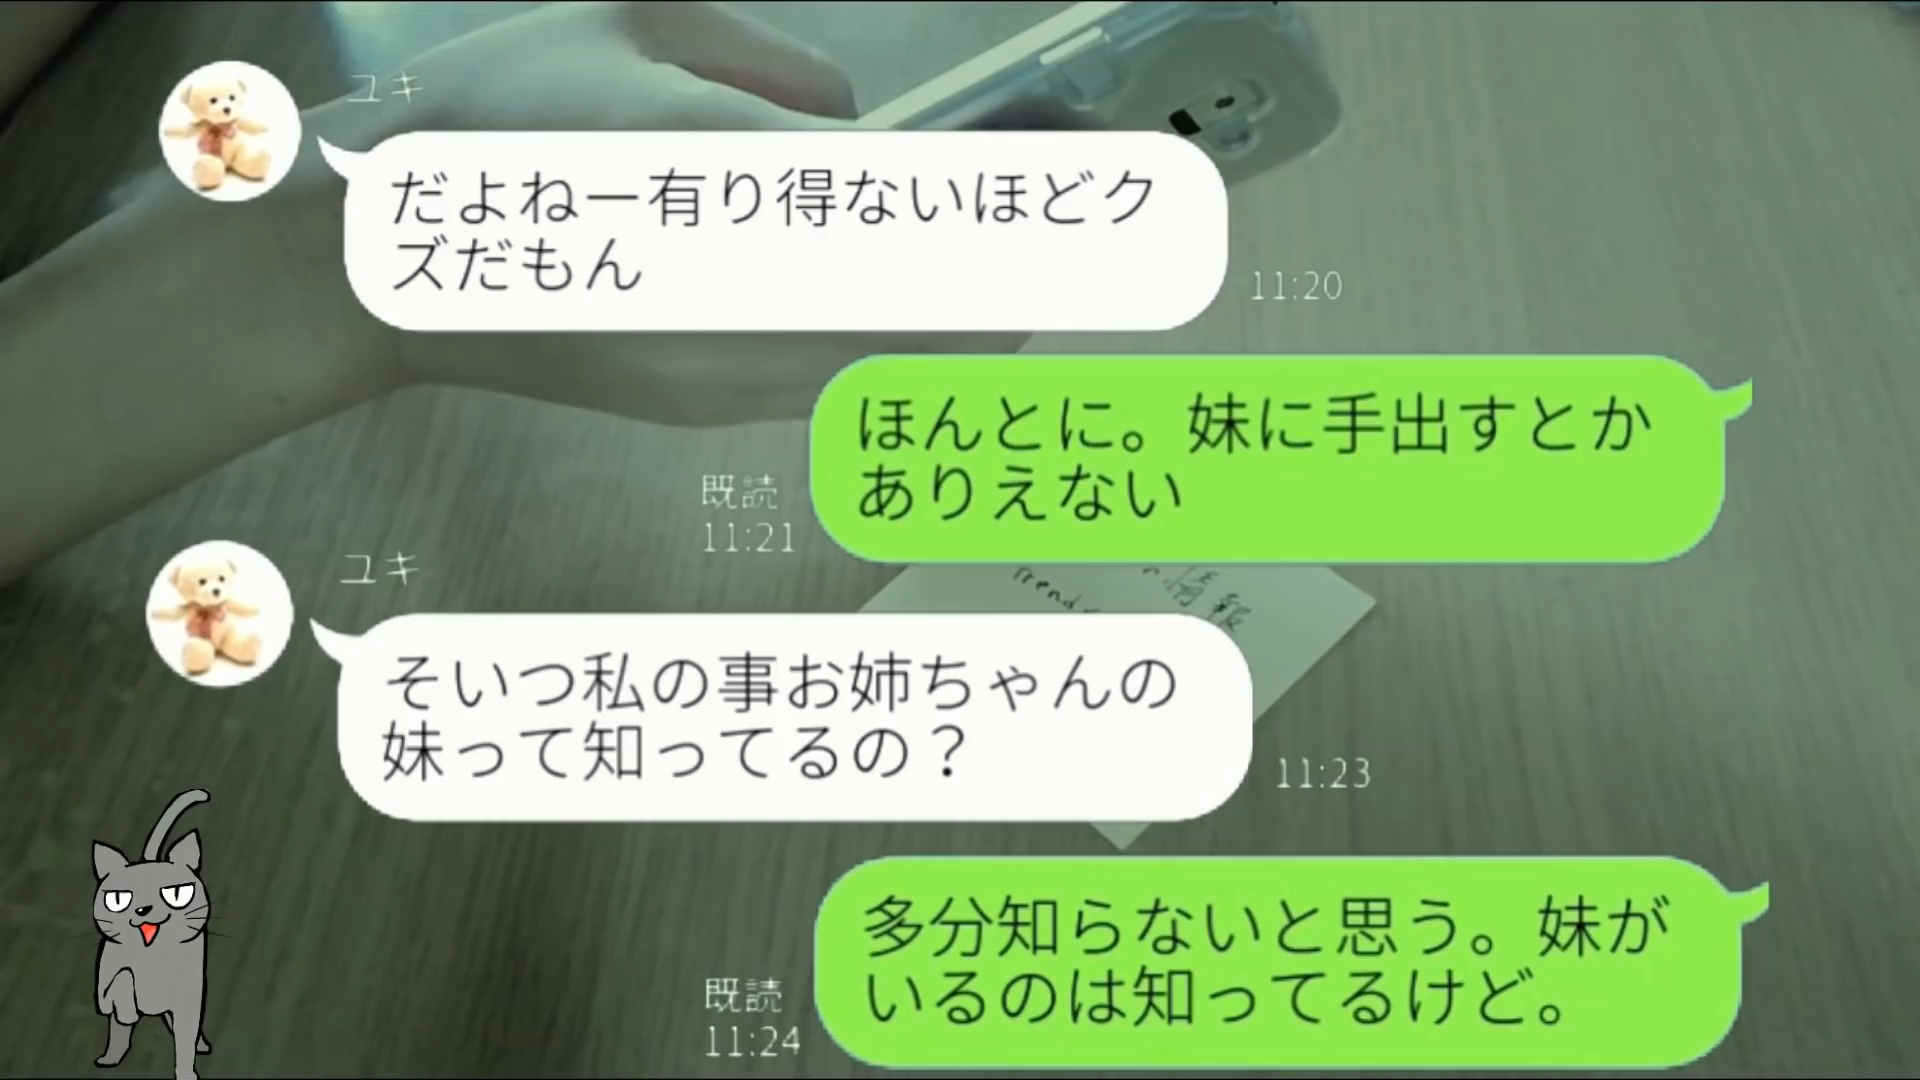 ユキ
だよねー有り得ないほどク
ズだもん
11:20
ほんとに。妹に手出すとか
ありえない
既読
11:21
ユキ
そいつ私の事お姉ちゃんの
妹って知ってるの？
11:23
多分知らないと思う。妹が
いるのは知ってるけど。
既読
11:24
情報
Trend